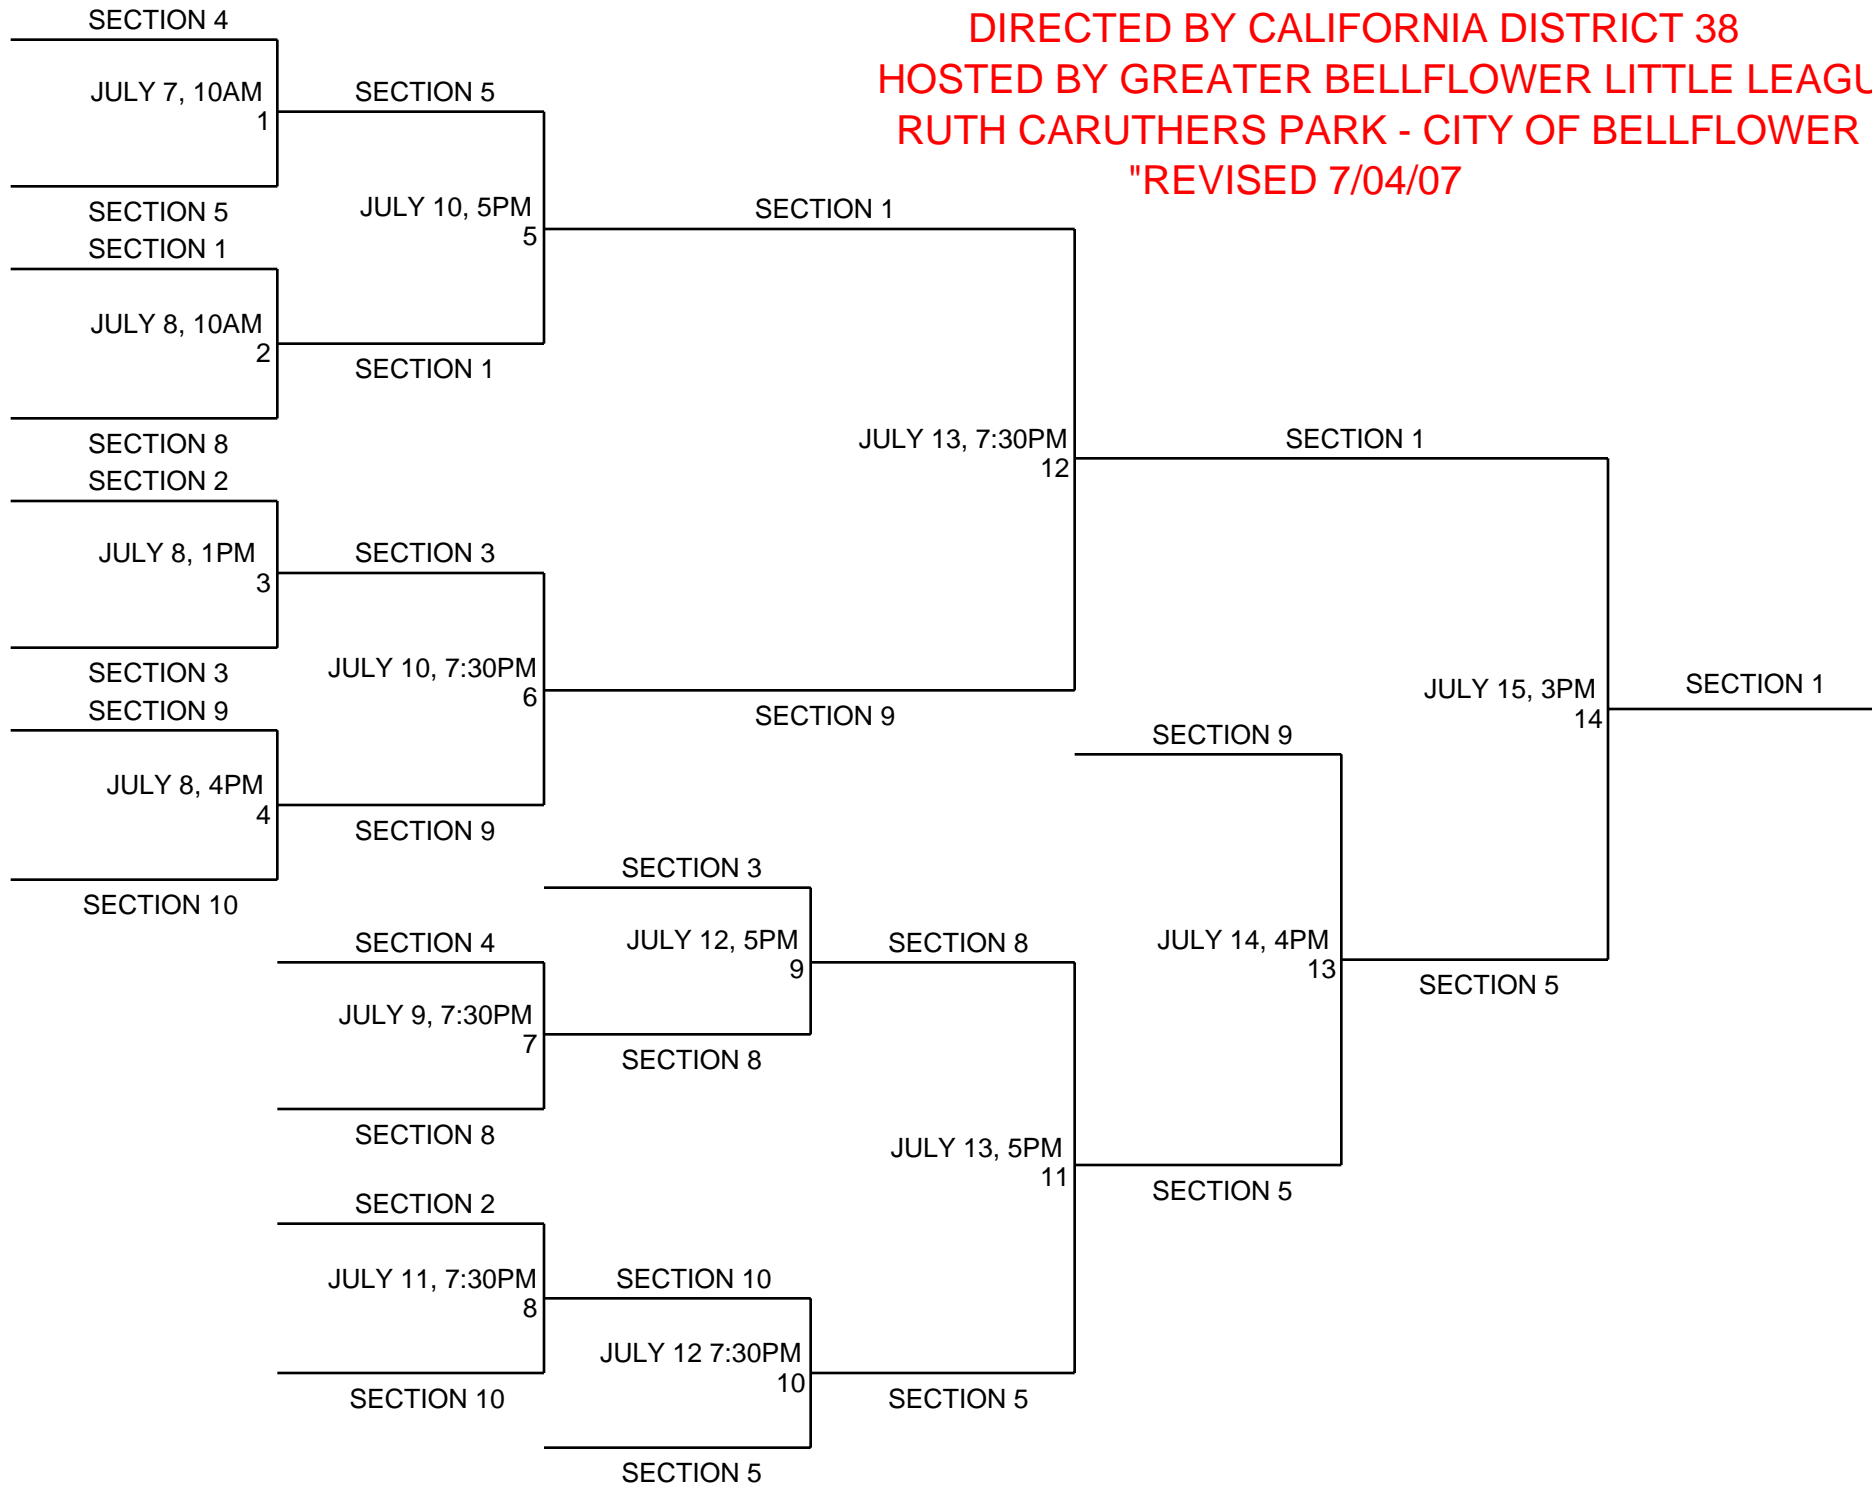 DIRECTED BY CALIFORNIA DISTRICT 38
HOSTED BY GREATER BELLFLOWER LITTLE LEAGU
RUTH CARUTHERS PARK - CITY OF BELLFLOWER
"REVISED 7/04/07
SECTION 4
JULY 7, 10AM
1
SECTION 5
SECTION 1
JULY 8, 10AM
2
SECTION 8
SECTION 2
JULY 8, 1PM
3
SECTION 3
SECTION 9
JULY 8, 4PM
4
SECTION 10
SECTION 5
JULY 10, 5PM
5
SECTION 1
SECTION 3
JULY 10, 7:30PM
6
SECTION 9
SECTION 4
JULY 9, 7:30PM
7
SECTION 8
SECTION 2
JULY 11, 7:30PM
8
SECTION 10
SECTION 3
JULY 12, 5PM
9
SECTION 8
SECTION 10
JULY 12 7:30PM
10
SECTION 5
SECTION 1
JULY 13, 7:30PM
12
SECTION 9
SECTION 8
JULY 13, 5PM
11
SECTION 5
SECTION 9
JULY 14, 4PM
13
SECTION 5
SECTION 1
JULY 15, 3PM
14
SECTION 5
SECTION 1